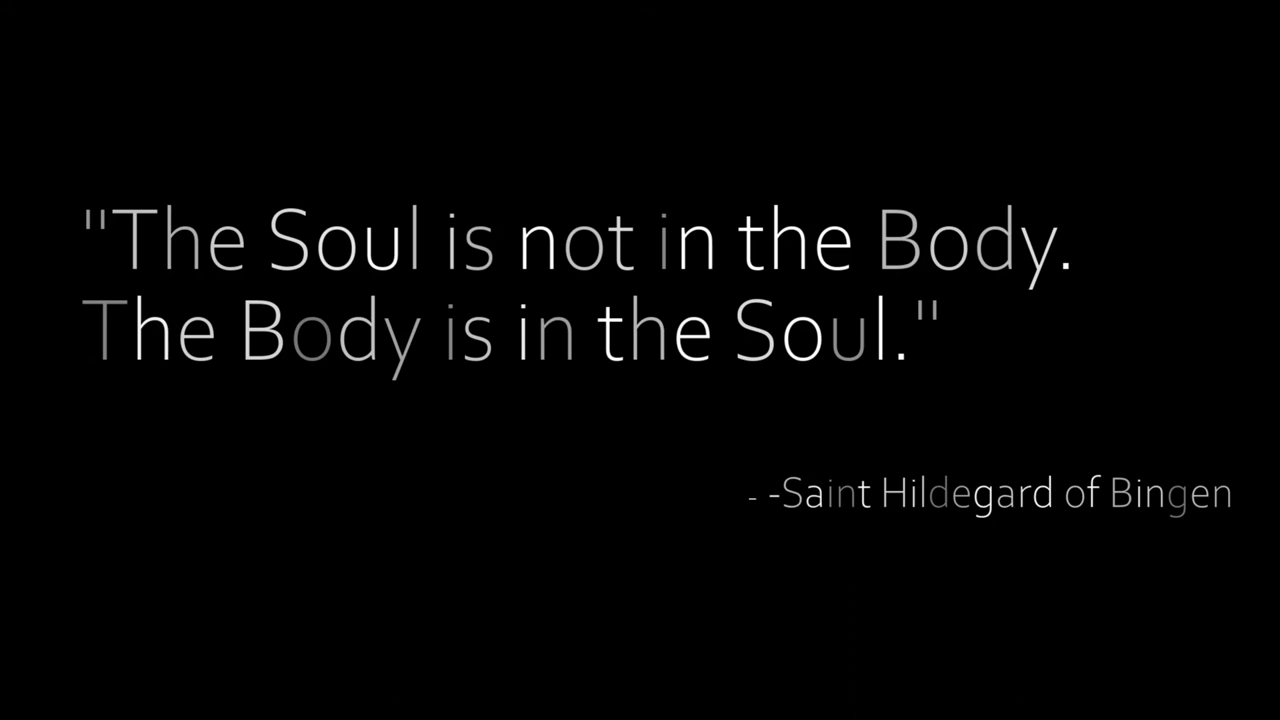 "The Soul is not in the Body.
The Body is in the Soul."
- -Saint Hildegard of Bingen